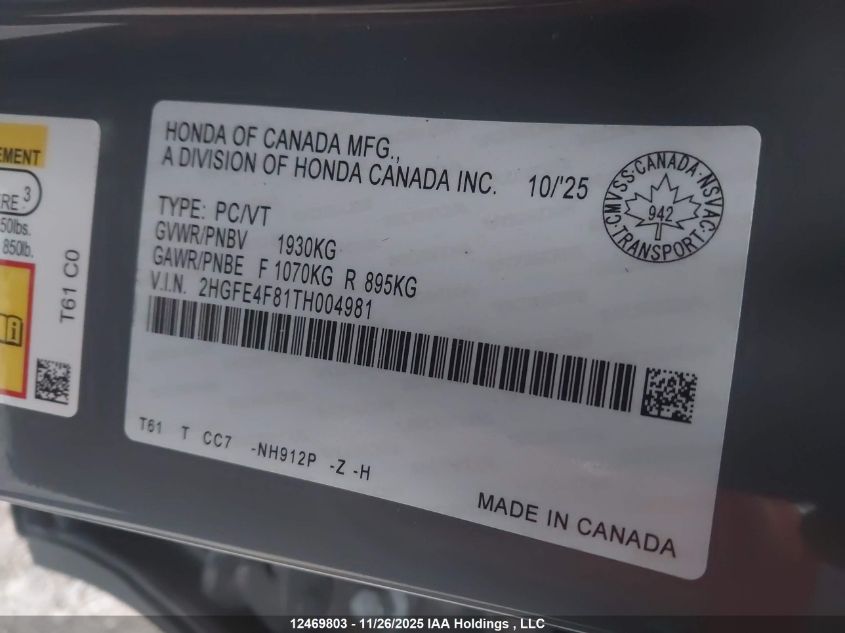 EMENT
ERE 3
50lbs.
850lb.
T61 C0
HONDA OF CANADA MFG.,
A DIVISION OF HONDA CANADA INC. 10/'25
TYPE: PC/VT
GVWR/PNBV 1930KG
GAWR/PNBE F 1070KG R 895KG
V.I.N. 2HGFE4F81TH004981
CMVSS·CANADA·NSVAC·TRANSPORT·
942
T61 T CC7 -NH912P -Z -H
MADE IN CANADA
12469803 - 11/26/2025 IAA Holdings , LLC